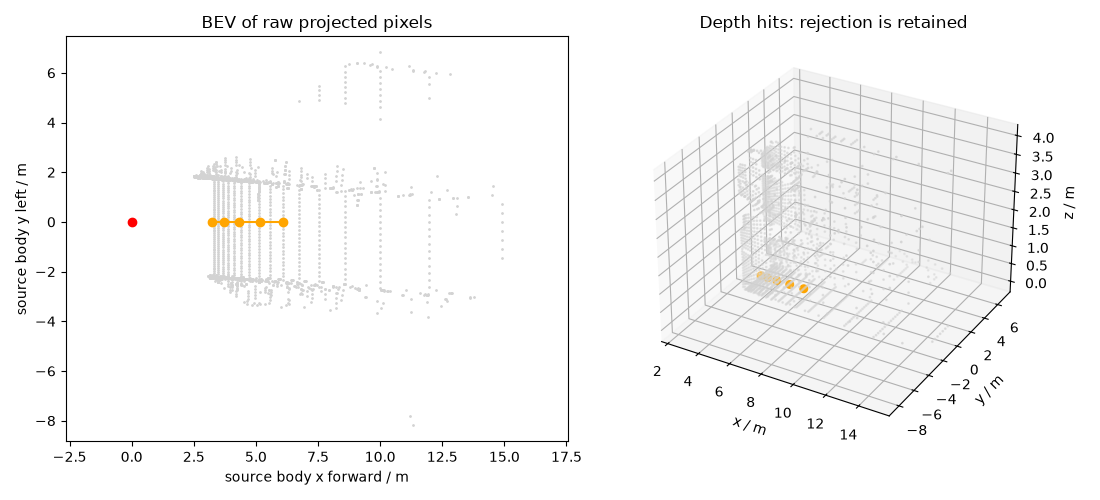 BEV of raw projected pixels
6
4
2
0
−2
−4
−6
−8
source body y left / m
−2.5 0.0 2.5 5.0 7.5 10.0 12.5 15.0 17.5
source body x forward / m
Depth hits: rejection is retained
4.0
3.5
3.0
2.5
2.0
1.5
1.0
0.5
0.0
z / m
6
4
2
0
−2
−4
−6
−8
y / m
2 4 6 8 10 12 14
x / m